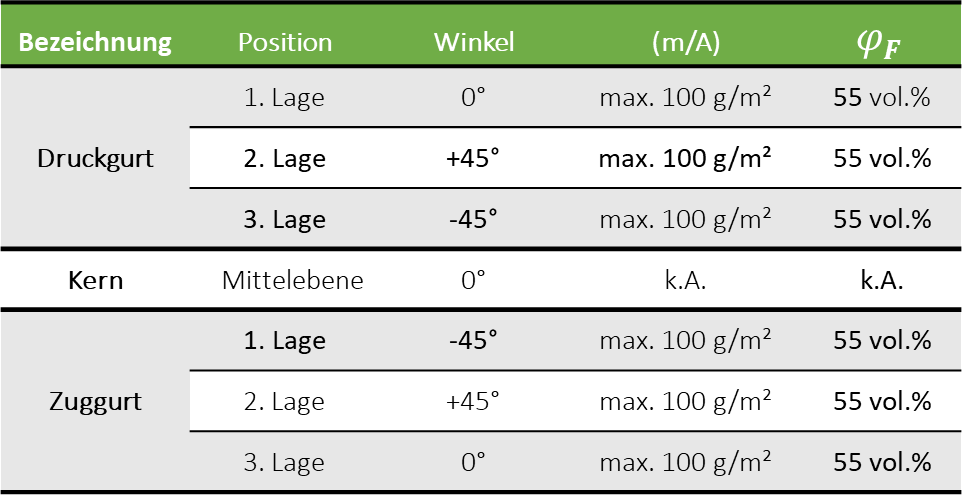 Bezeichnung Position Winkel (m/A) φF
1. Lage 0° max. 100 g/m² 55 vol.%
Druckgurt 2. Lage +45° max. 100 g/m² 55 vol.%
3. Lage -45° max. 100 g/m² 55 vol.%
Kern Mittelebene 0° k.A. k.A.
1. Lage -45° max. 100 g/m² 55 vol.%
Zuggurt 2. Lage +45° max. 100 g/m² 55 vol.%
3. Lage 0° max. 100 g/m² 55 vol.%